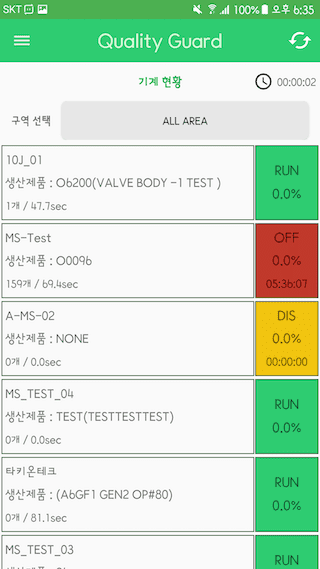 SKT 100% 오후 6:35
Quality Guard
기계 현황 00:00:02
구역 선택 ALL AREA
10J_01
RUN
생산제품 : O6200(VALVE BODY -1 TEST )
0.0%
1개 / 47.7sec
MS-Test
OFF
생산제품 : O0096
0.0%
159개 / 69.4sec
05:36:07
A-MS-02
DIS
생산제품 : NONE
0.0%
0개 / 0.0sec
00:00:00
MS_TEST_04
RUN
생산제품 : TEST(TESTTESTTEST)
0.0%
0개 / 0.0sec
타키온테크
RUN
생산제품 : (A6GF1 GEN2 OP#80)
0.0%
0개 / 81.1sec
MS_TEST_03
RUN